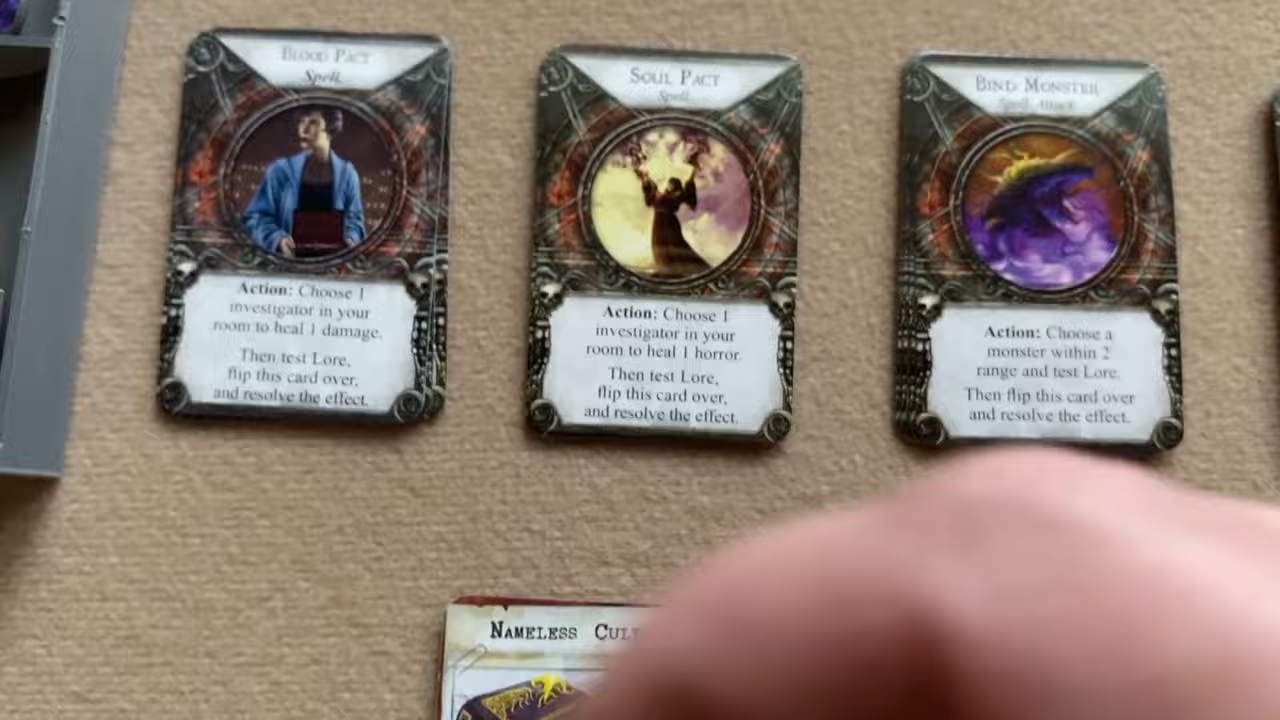 BLOOD PACT
Spell
Action: Choose 1
investigator in your
room to heal 1 damage.
Then test Lore,
flip this card over,
and resolve the effect.
SOUL PACT
Spell
Action: Choose 1
investigator in your
room to heal 1 horror.
Then test Lore,
flip this card over,
and resolve the effect.
BIND MONSTER
Spell, Attack
Action: Choose a
monster within 2
range and test Lore.
Then flip this card over
and resolve the effect.
NAMELESS